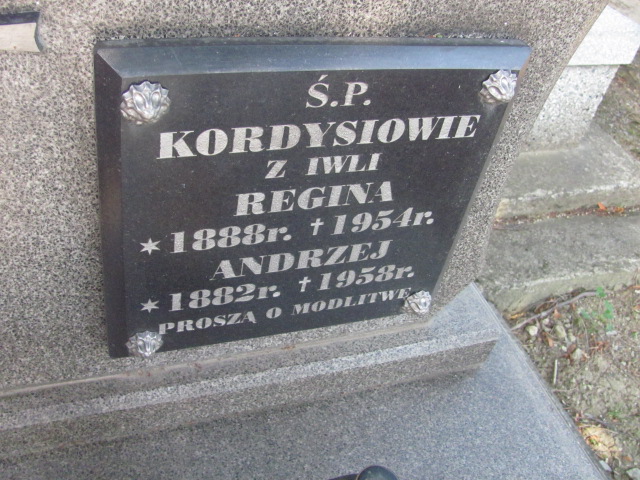 Ś.P.
KORDYSIOWIE
Z IWLI
REGINA
* 1888r. † 1954r.
ANDRZEJ
* 1882r. † 1958r.
PROSZĄ O MODLITWĘ